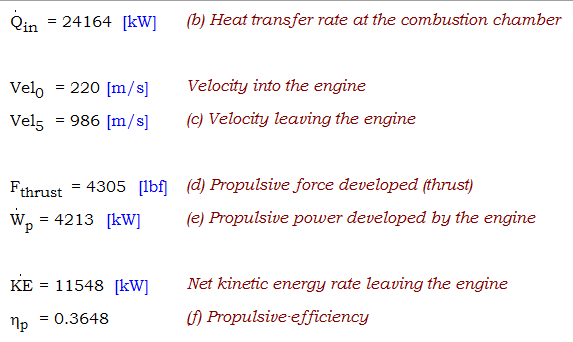 Q̇in = 24164 [kW] (b) Heat transfer rate at the combustion chamber
Vel0 = 220 [m/s] Velocity into the engine
Vel5 = 986 [m/s] (c) Velocity leaving the engine
Fthrust = 4305 [lbf] (d) Propulsive force developed (thrust)
Ẇp = 4213 [kW] (e) Propulsive power developed by the engine
K̇E = 11548 [kW] Net kinetic energy rate leaving the engine
ηp = 0.3648 (f) Propulsive·efficiency